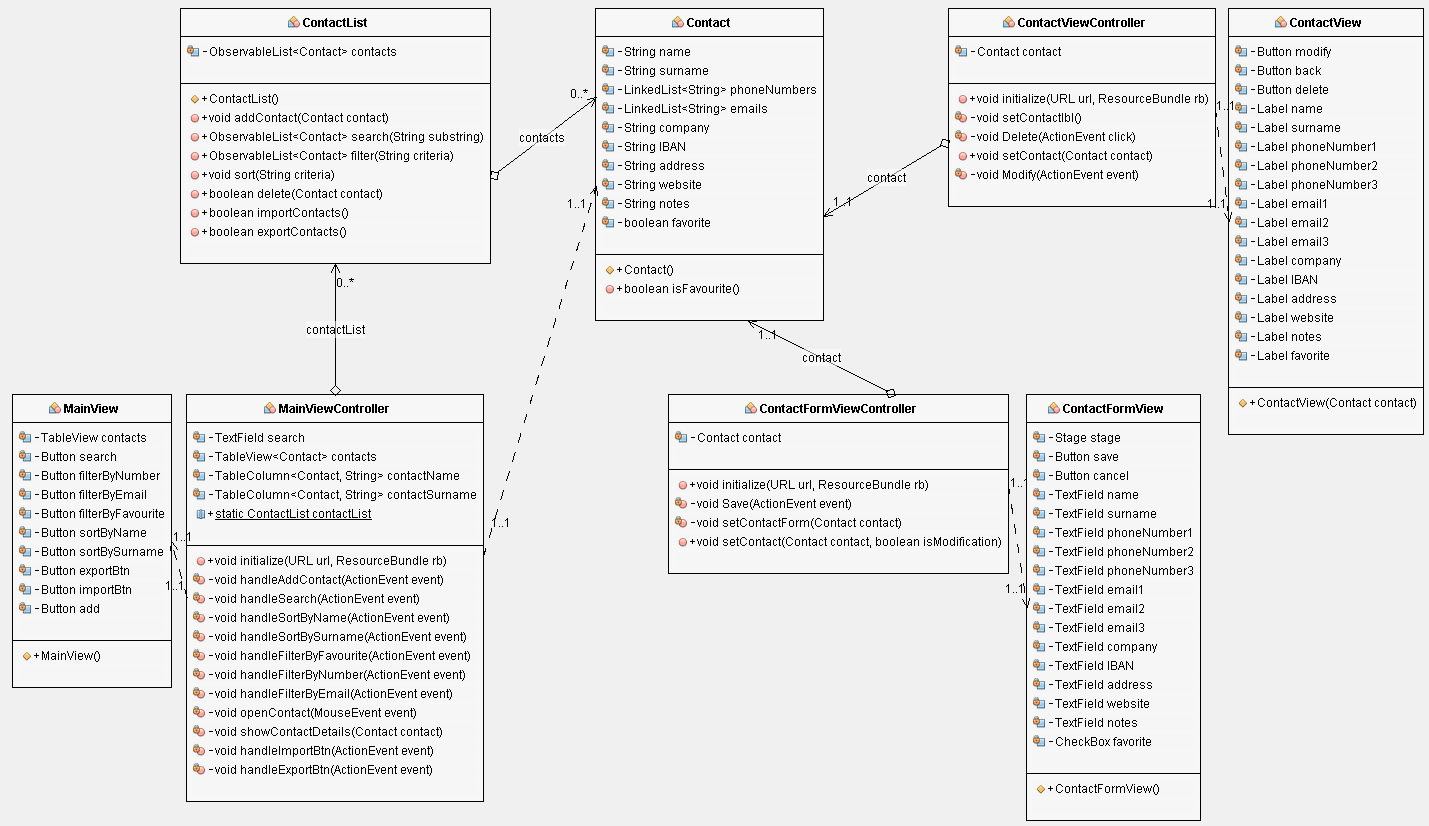 ContactList
- ObservableList<Contact> contacts
+ ContactList()
+ void addContact(Contact contact)
+ ObservableList<Contact> search(String substring)
+ ObservableList<Contact> filter(String criteria)
+ void sort(String criteria)
+ boolean delete(Contact contact)
+ boolean importContacts()
+ boolean exportContacts()
0..*
contacts
Contact
- String name
- String surname
- LinkedList<String> phoneNumbers
- LinkedList<String> emails
- String company
- String IBAN
- String address
- String website
- String notes
- boolean favorite
+ Contact()
+ boolean isFavourite()
1..1
1..1
contact
ContactViewController
- Contact contact
+ void initialize(URL url, ResourceBundle rb)
- void setContactlbl()
- void Delete(ActionEvent click)
+ void setContact(Contact contact)
- void Modify(ActionEvent event)
1..1
1..1
ContactView
- Button modify
- Button back
- Button delete
- Label name
- Label surname
- Label phoneNumber1
- Label phoneNumber2
- Label phoneNumber3
- Label email1
- Label email2
- Label email3
- Label company
- Label IBAN
- Label address
- Label website
- Label notes
- Label favorite
+ ContactView(Contact contact)
0..*
contactList
1..1
contact
MainView
- TableView contacts
- Button search
- Button filterByNumber
- Button filterByEmail
- Button filterByFavourite
- Button sortByName
- Button sortBySurname
- Button exportBtn
- Button importBtn
- Button add
+ MainView()
1..1
1..1
MainViewController
- TextField search
- TableView<Contact> contacts
- TableColumn<Contact, String> contactName
- TableColumn<Contact, String> contactSurname
+ static ContactList contactList
+ void initialize(URL url, ResourceBundle rb)
- void handleAddContact(ActionEvent event)
- void handleSearch(ActionEvent event)
- void handleSortByName(ActionEvent event)
- void handleSortBySurname(ActionEvent event)
- void handleFilterByFavourite(ActionEvent event)
- void handleFilterByNumber(ActionEvent event)
- void handleFilterByEmail(ActionEvent event)
- void openContact(MouseEvent event)
- void showContactDetails(Contact contact)
- void handleImportBtn(ActionEvent event)
- void handleExportBtn(ActionEvent event)
1..1
ContactFormViewController
- Contact contact
+ void initialize(URL url, ResourceBundle rb)
- void Save(ActionEvent event)
- void setContactForm(Contact contact)
+ void setContact(Contact contact, boolean isModification)
1..1
1..1
ContactFormView
- Stage stage
- Button save
- Button cancel
- TextField name
- TextField surname
- TextField phoneNumber1
- TextField phoneNumber2
- TextField phoneNumber3
- TextField email1
- TextField email2
- TextField email3
- TextField company
- TextField IBAN
- TextField address
- TextField website
- TextField notes
- CheckBox favorite
+ ContactFormView()